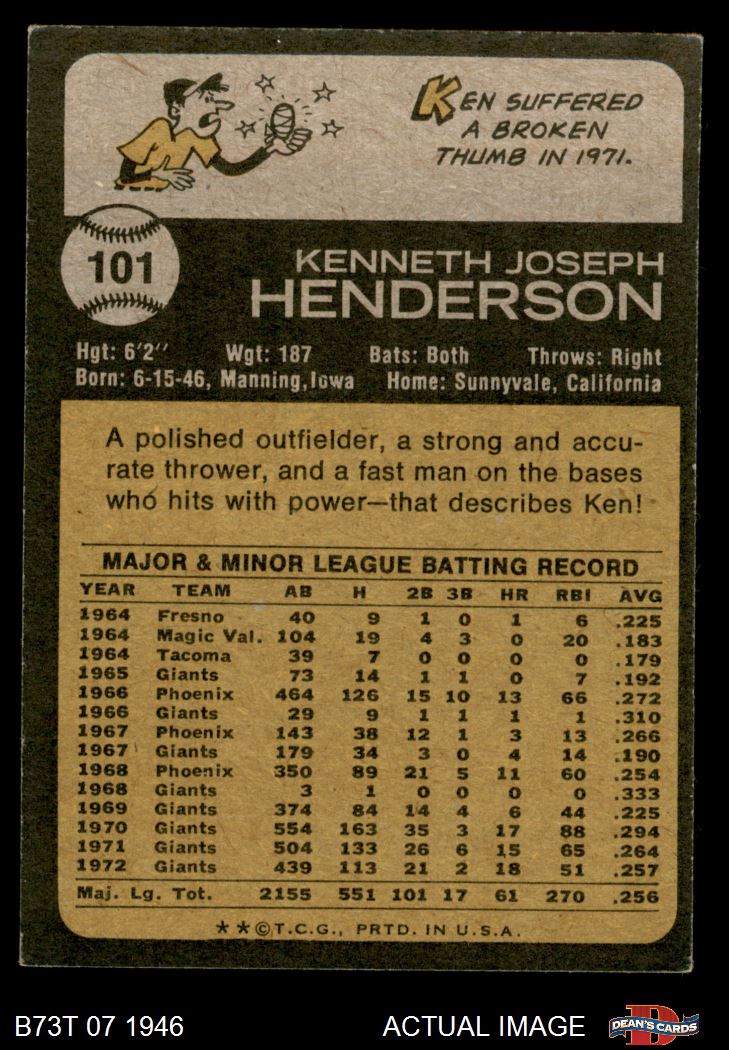 KEN SUFFERED
A BROKEN
THUMB IN 1971.
101
KENNETH JOSEPH
HENDERSON
Hgt: 6'2" Wgt: 187 Bats: Both Throws: Right
Born: 6-15-46, Manning, Iowa Home: Sunnyvale, California
A polished outfielder, a strong and accu-
rate thrower, and a fast man on the bases
who hits with power—that describes Ken!
MAJOR & MINOR LEAGUE BATTING RECORD
YEAR TEAM AB H 2B 3B HR RBI AVG
1964 Fresno 40 9 1 0 1 6 .225
1964 Magic Val. 104 19 4 3 0 20 .183
1964 Tacoma 39 7 0 0 0 0 .179
1965 Giants 73 14 1 1 0 7 .192
1966 Phoenix 464 126 15 10 13 66 .272
1966 Giants 29 9 1 1 1 1 .310
1967 Phoenix 143 38 12 1 3 13 .266
1967 Giants 179 34 3 0 4 14 .190
1968 Phoenix 350 89 21 5 11 60 .254
1968 Giants 3 1 0 0 0 0 .333
1969 Giants 374 84 14 4 6 44 .225
1970 Giants 554 163 35 3 17 88 .294
1971 Giants 504 133 26 6 15 65 .264
1972 Giants 439 113 21 2 18 51 .257
Maj. Lg. Tot. 2155 551 101 17 61 270 .256
**©T.C.G., PRTD. IN U.S.A.
B73T 07 1946 ACTUAL IMAGE DEAN'S CARDS